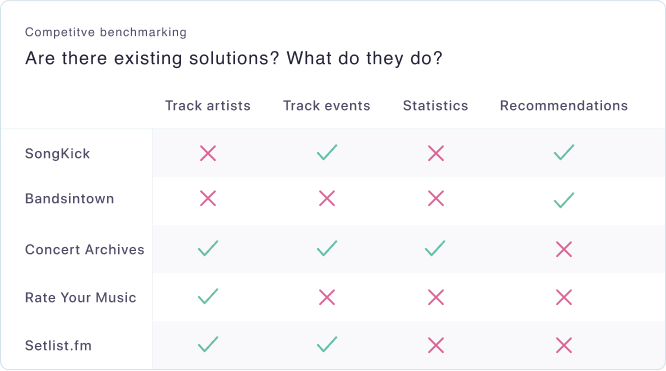 Competitve benchmarking
Are there existing solutions? What do they do?
Track artists Track events Statistics Recommendations
SongKick
Bandsintown
Concert Archives
Rate Your Music
Setlist.fm